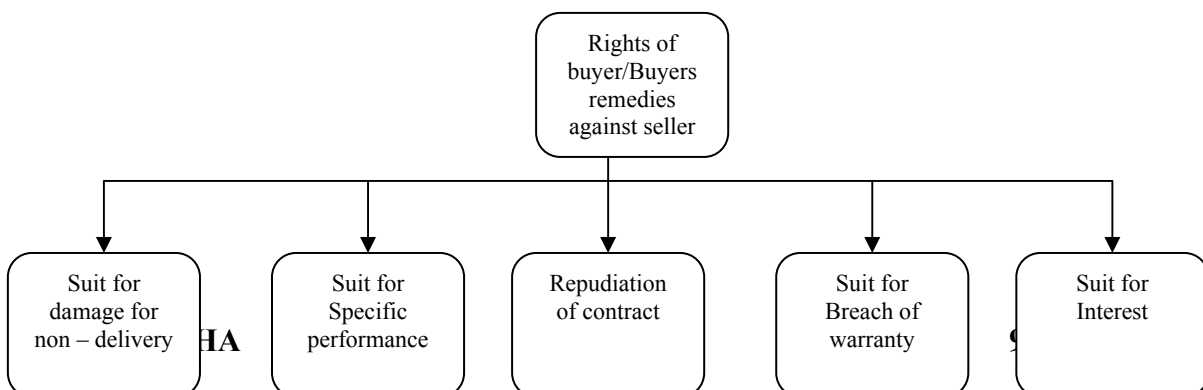 Rights of
buyer/Buyers
remedies
against seller
Suit for
damage for
non – delivery
Suit for
Specific
performance
Repudiation
of contract
Suit for
Breach of
warranty
Suit for
Interest
HA